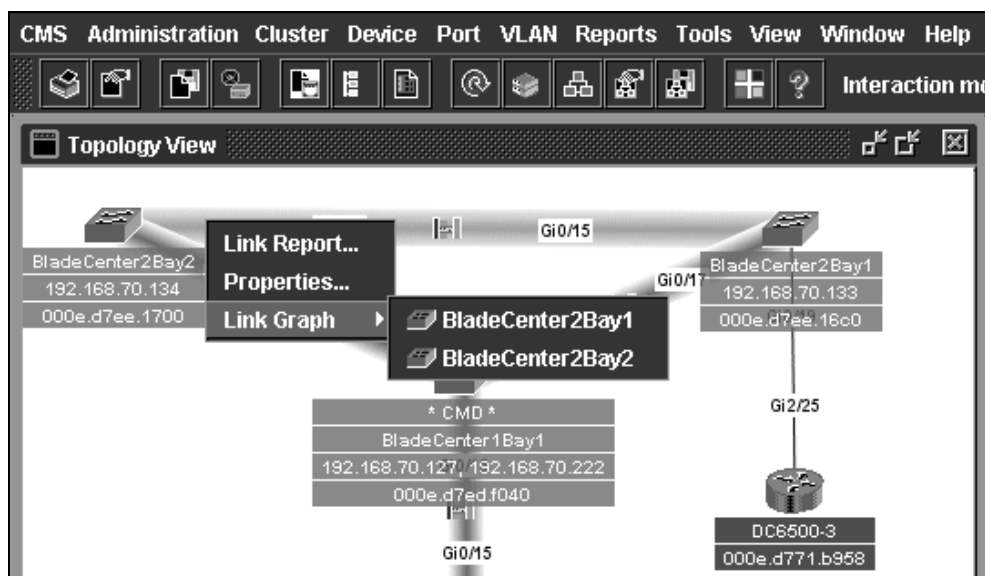 CMS Administration Cluster Device Port VLAN Reports Tools View Window Help
Interaction mo
Topology View
Gi0/15
BladeCenter2Bay2
192.168.70.134
000e.d7ee.1700
Link Report...
Properties...
Link Graph
BladeCenter2Bay1
BladeCenter2Bay2
Gi0/17
BladeCenter2Bay1
192.168.70.133
000e.d7ee.16c0
Gi2/25
* CMD *
BladeCenter1Bay1
192.168.70.127, 192.168.70.222
000e.d7ed.f040
Gi0/15
DC6500-3
000e.d771.b958